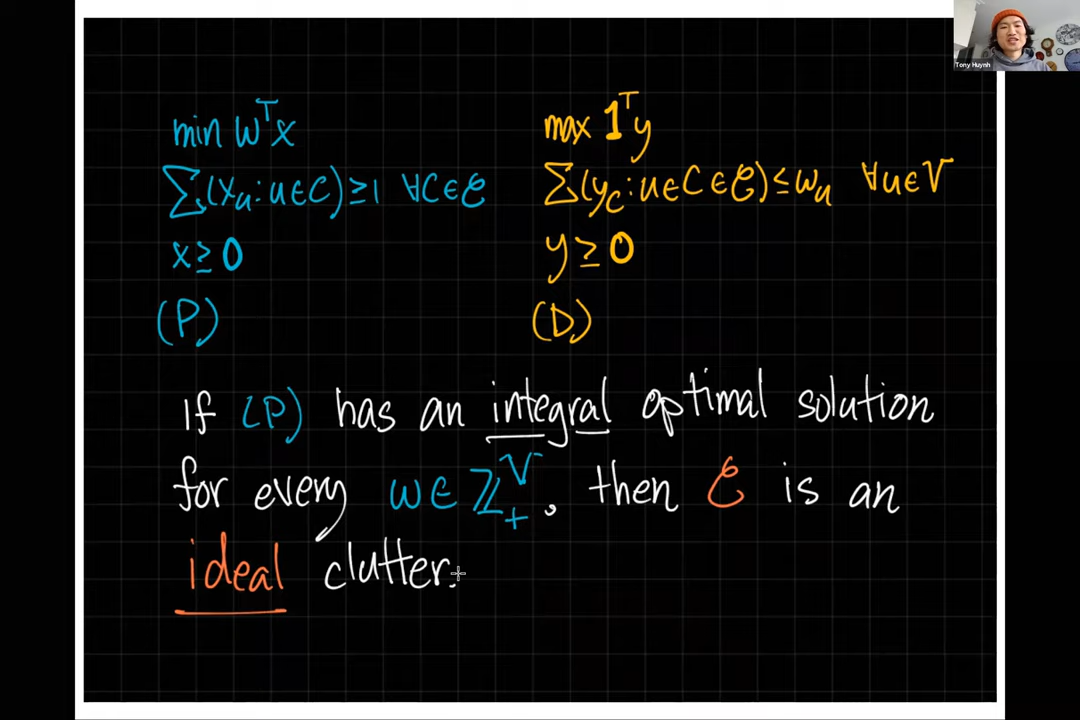 min wᵀx
∑(xᵤ: u∈C) ≥ 1 ∀C∈𝒞
x ≥ 0
(P)
max 1ᵀy
∑(y_C: u∈C∈𝒞) ≤ wᵤ ∀u∈V
y ≥ 0
(D)
If (P) has an integral optimal solution
for every w∈ℤ₊ⱽ, then 𝒞 is an
ideal clutter.
Tony Huynh